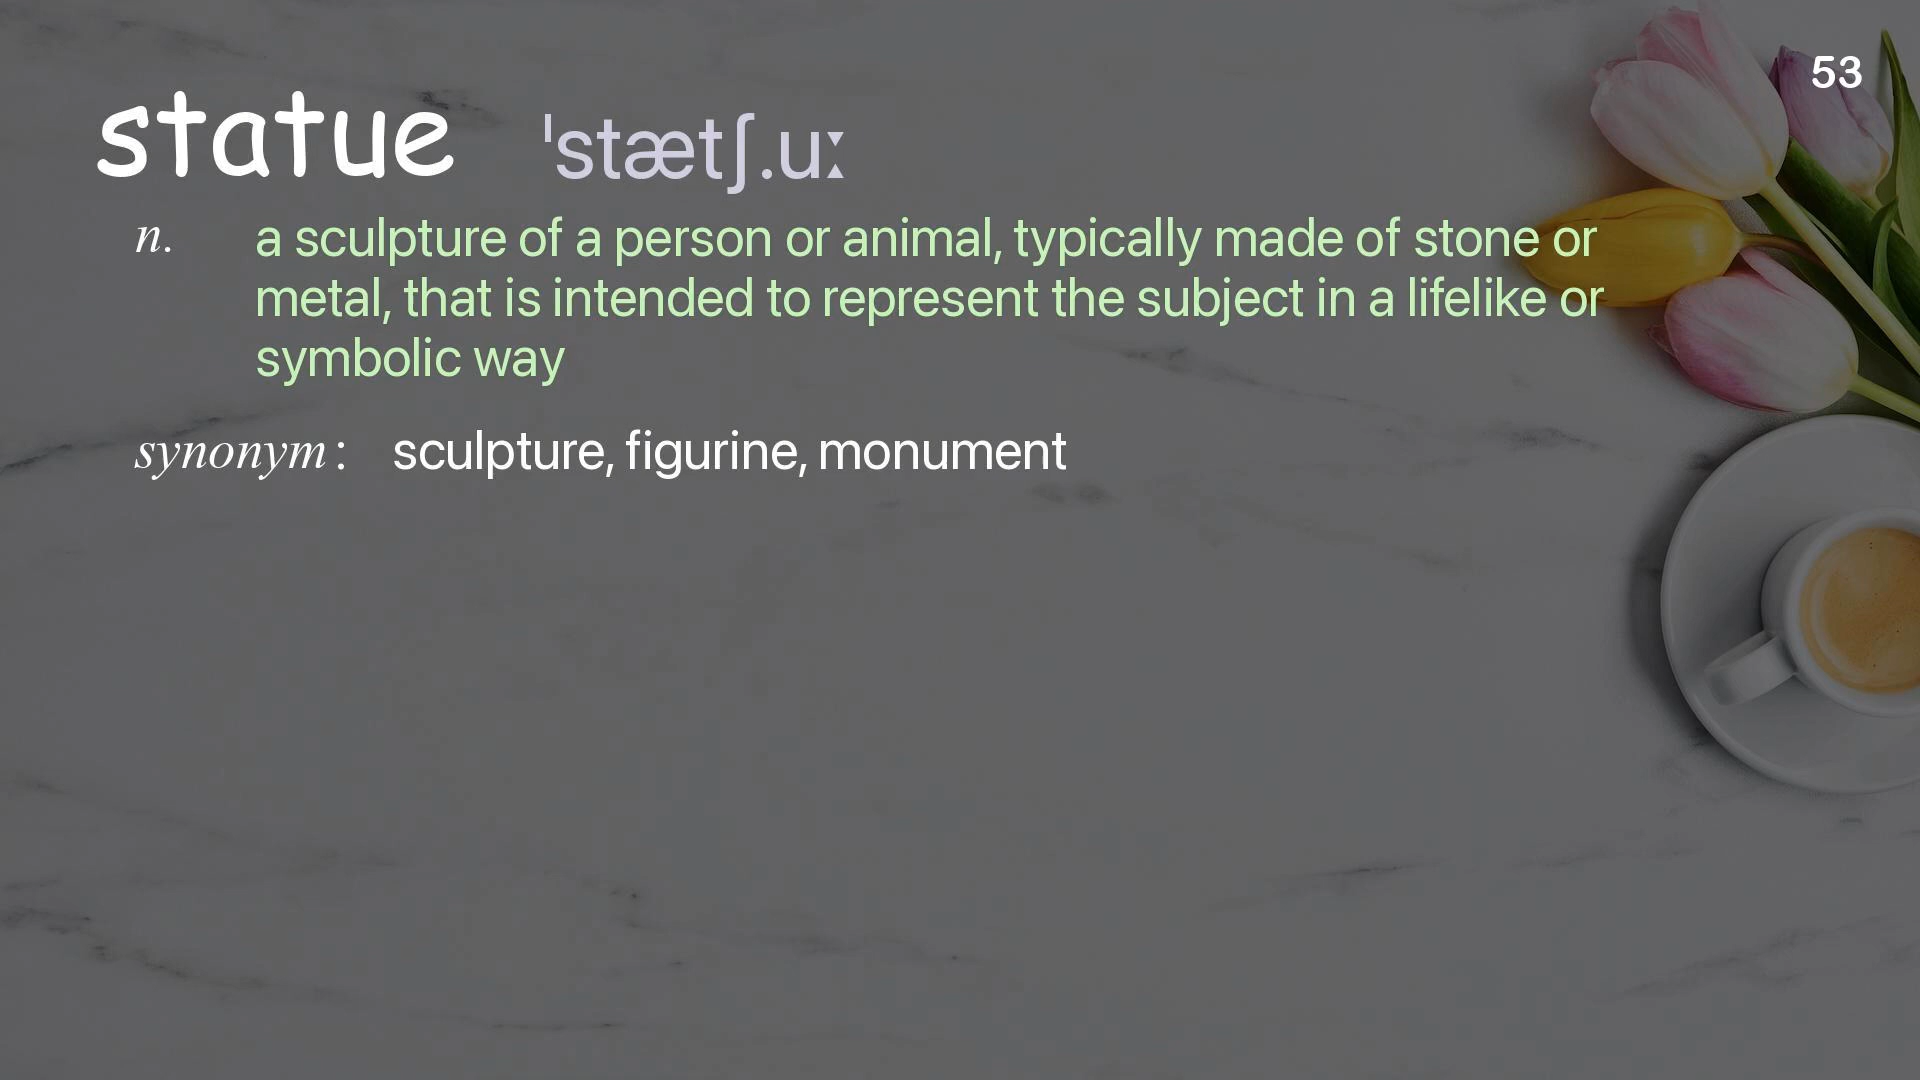 53
statue ˈstætʃ.uː
n. a sculpture of a person or animal, typically made of stone or
metal, that is intended to represent the subject in a lifelike or
symbolic way
synonym: sculpture, figurine, monument